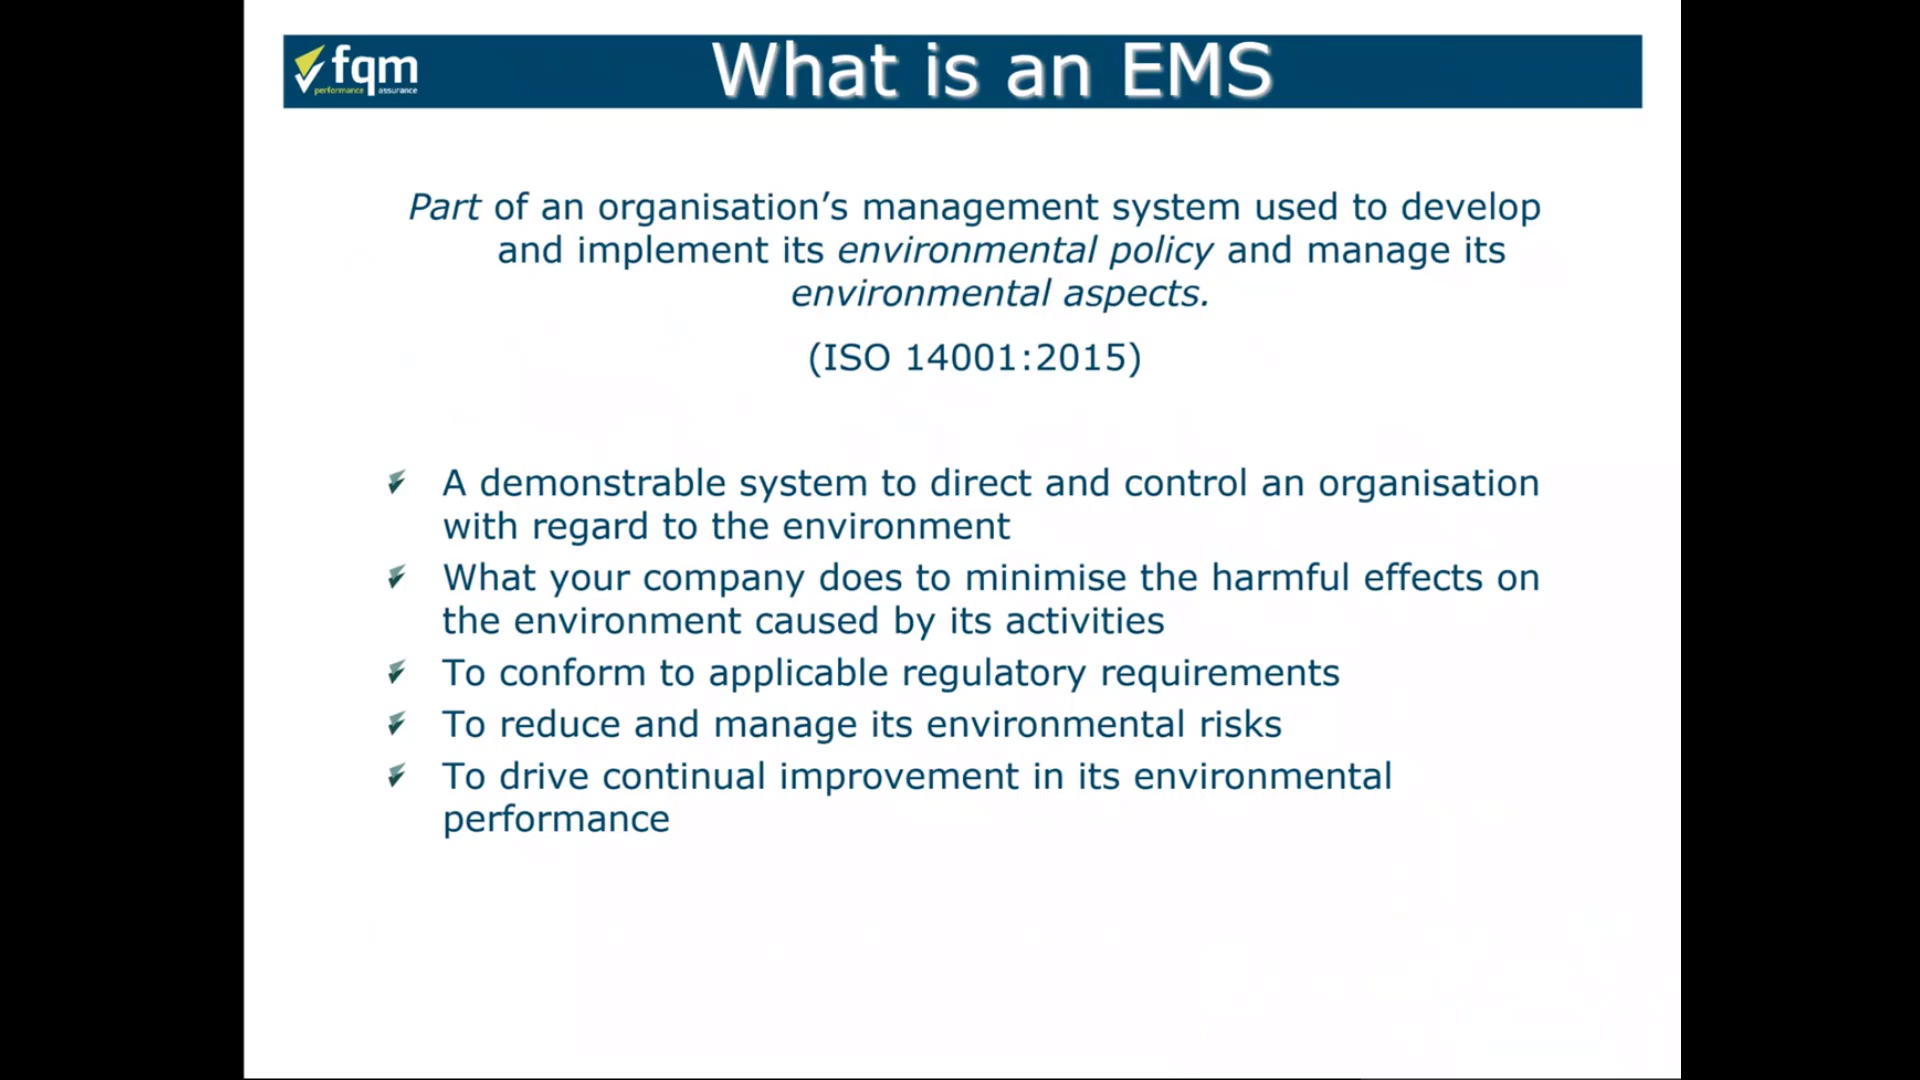 fqm
performance assurance
What is an EMS
Part of an organisation’s management system used to develop
and implement its environmental policy and manage its
environmental aspects.
(ISO 14001:2015)
A demonstrable system to direct and control an organisation
with regard to the environment
What your company does to minimise the harmful effects on
the environment caused by its activities
To conform to applicable regulatory requirements
To reduce and manage its environmental risks
To drive continual improvement in its environmental
performance